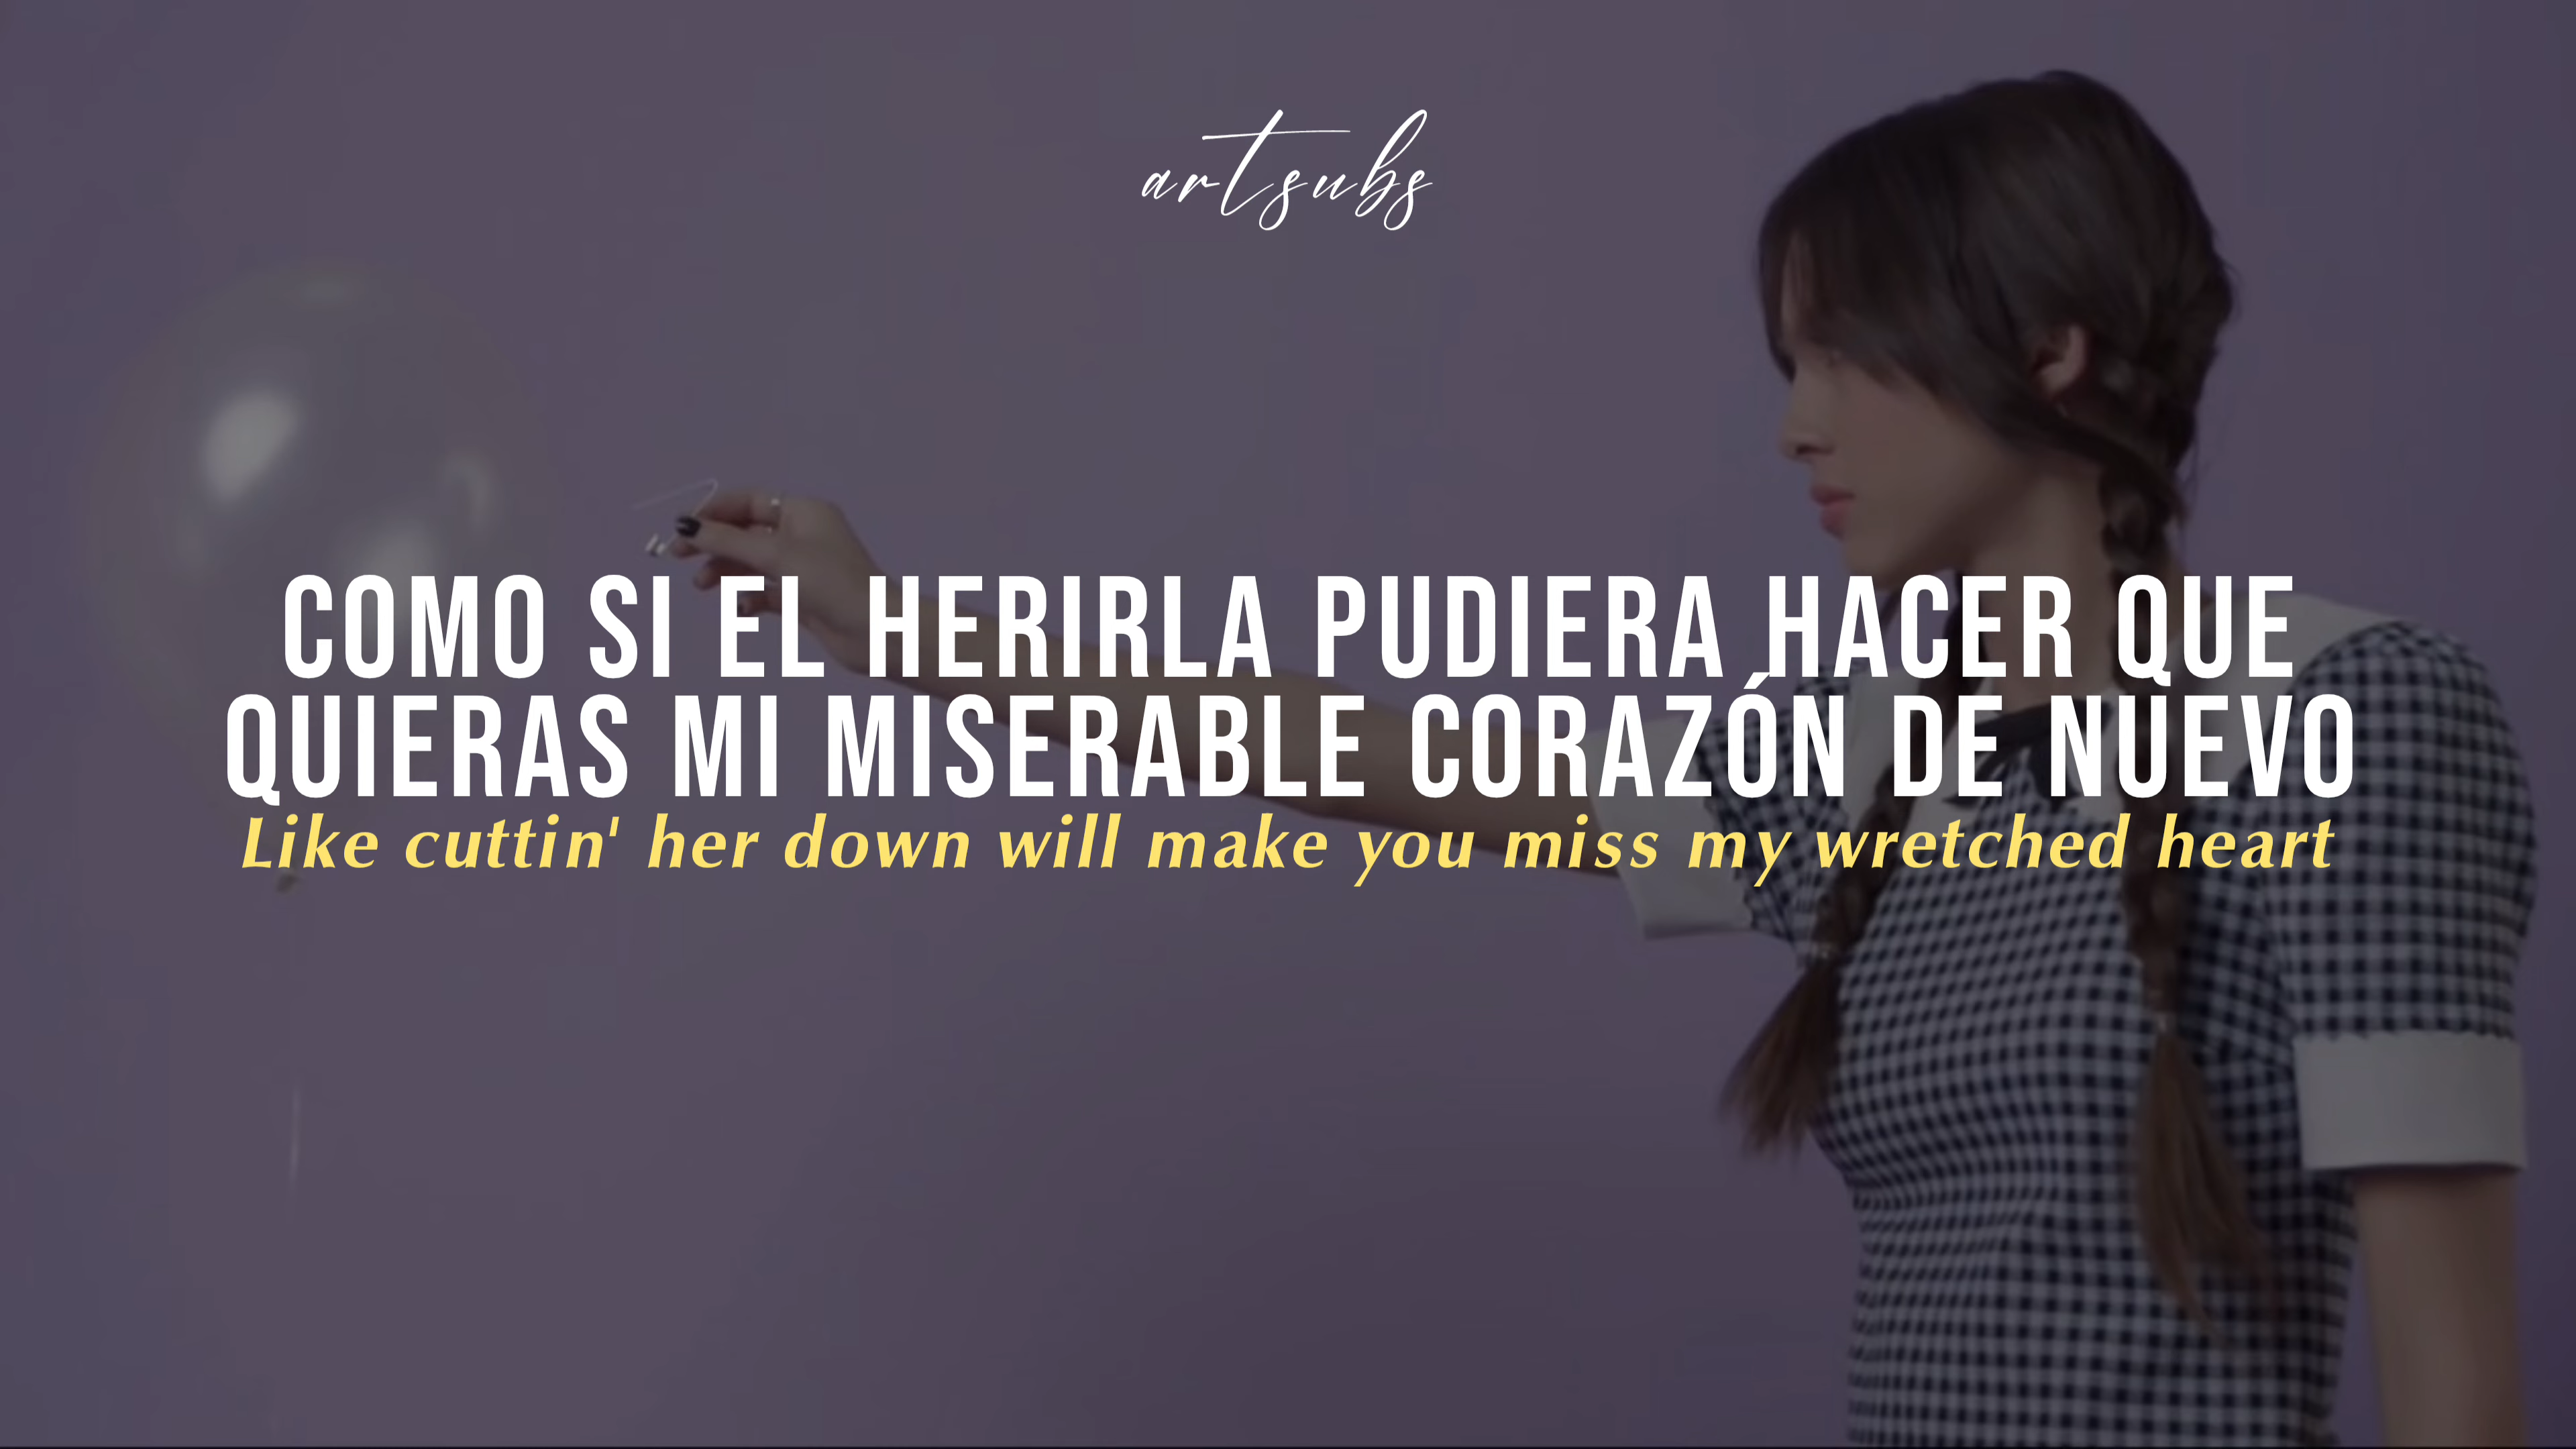 artsubs
COMO SI EL HERIRLA PUDIERA HACER QUE
QUIERAS MI MISERABLE CORAZÓN DE NUEVO
Like cuttin' her down will make you miss my wretched heart